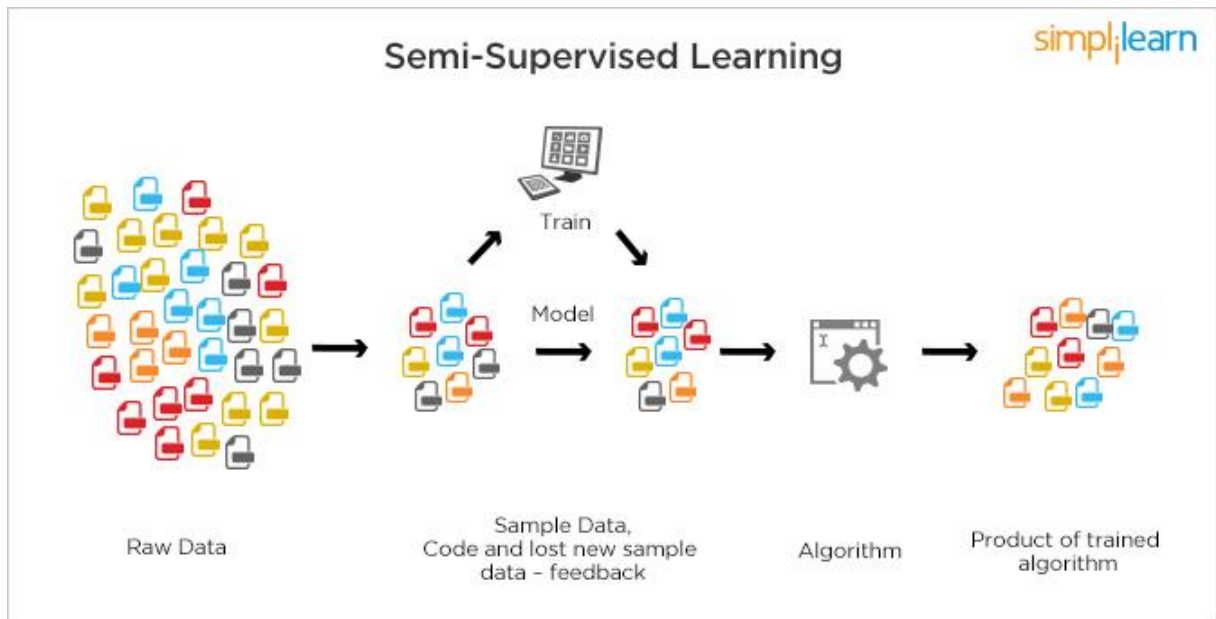 Semi-Supervised Learning
simplilearn
Train
Model
Raw Data
Sample Data,
Code and lost new sample
data – feedback
Algorithm
Product of trained
algorithm